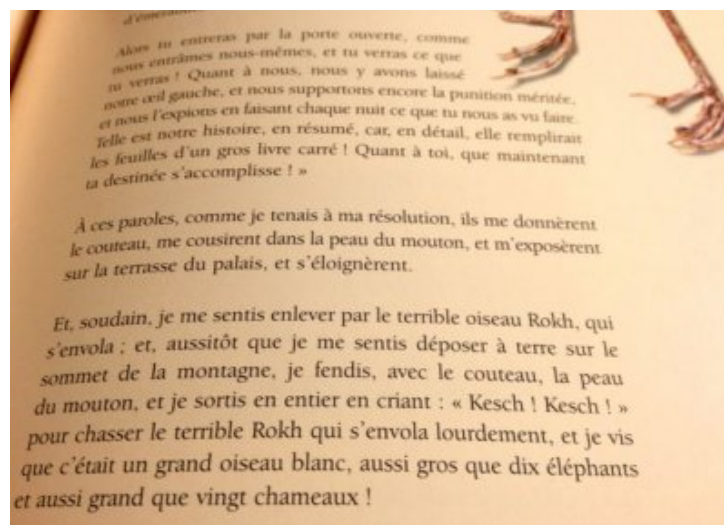 d'émeraude
Alors tu entreras par la porte ouverte, comme
nous entrâmes nous-mêmes, et tu verras ce que
tu verras ! Quant à nous, nous y avons laissé
notre œil gauche, et nous supportons encore la punition méritée,
et nous l'expions en faisant chaque nuit ce que tu nous as vu faire.
Telle est notre histoire, en résumé, car, en détail, elle remplirait
les feuilles d'un gros livre carré ! Quant à toi, que maintenant
ta destinée s'accomplisse ! »
À ces paroles, comme je tenais à ma résolution, ils me donnèrent
le couteau, me cousirent dans la peau du mouton, et m'exposèrent
sur la terrasse du palais, et s'éloignèrent.
Et, soudain, je me sentis enlever par le terrible oiseau Rokh, qui
s'envola ; et, aussitôt que je me sentis déposer à terre sur le
sommet de la montagne, je fendis, avec le couteau, la peau
du mouton, et je sortis en entier en criant : « Kesch ! Kesch ! »
pour chasser le terrible Rokh qui s'envola lourdement, et je vis
que c'était un grand oiseau blanc, aussi gros que dix éléphants
et aussi grand que vingt chameaux !